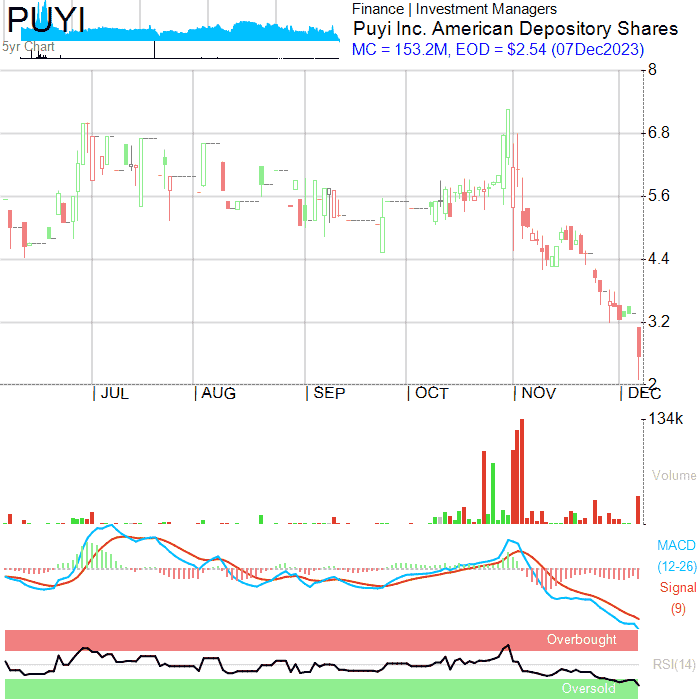 PUYI
5yr Chart
Finance | Investment Managers
Puyi Inc. American Depository Shares
MC = 153.2M, EOD = $2.54 (07Dec2023)
8
6.8
5.6
4.4
3.2
2
JUL AUG SEP OCT NOV DEC
134k
Volume
MACD
(12-26)
Signal
(9)
Overbought
RSI(14)
Oversold